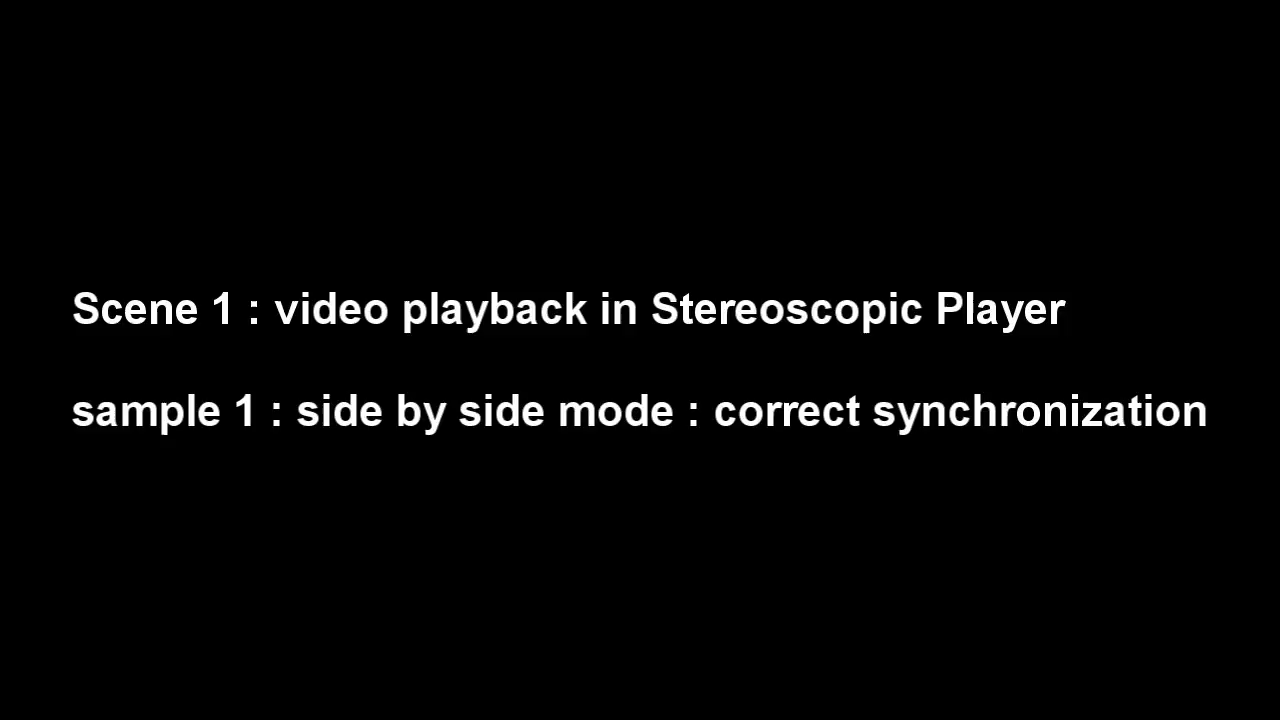 Scene 1 : video playback in Stereoscopic Player
sample 1 : side by side mode : correct synchronization